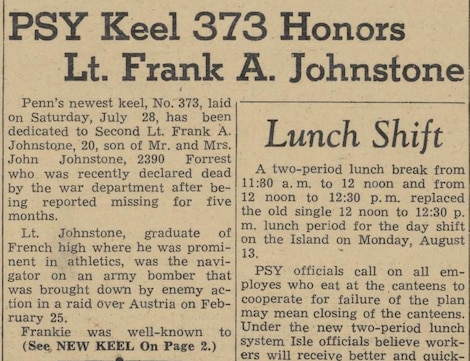 PSY Keel 373 Honors
Lt. Frank A. Johnstone
Penn's newest keel, No. 373, laid
on Saturday, July 28, has been
dedicated to Second Lt. Frank A.
Johnstone, 20, son of Mr. and Mrs.
John Johnstone, 2390 Forrest
who was recently declared dead
by the war department after be-
ing reported missing for five
months.
Lt. Johnstone, graduate of
French high where he was promi-
nent in athletics, was the navi-
gator on an army bomber that
was brought down by enemy ac-
tion in a raid over Austria on Feb-
ruary 25.
Frankie was well-known to
(See NEW KEEL On Page 2.)
Lunch Shift
A two-period lunch break from
11:80 a. m. to 12 noon and from
12 noon to 12:30 p. m. replaced
the old single 12 noon to 12:30 p.
m. lunch period for the day shift
on the Island on Monday, August
13.
PSY officials call on all em-
ployes who eat at the canteens to
cooperate for failure of the plan
may mean closing of the canteens.
Under the new two-period lunch
system Isle officials believe work-
ers will receive better and quick-